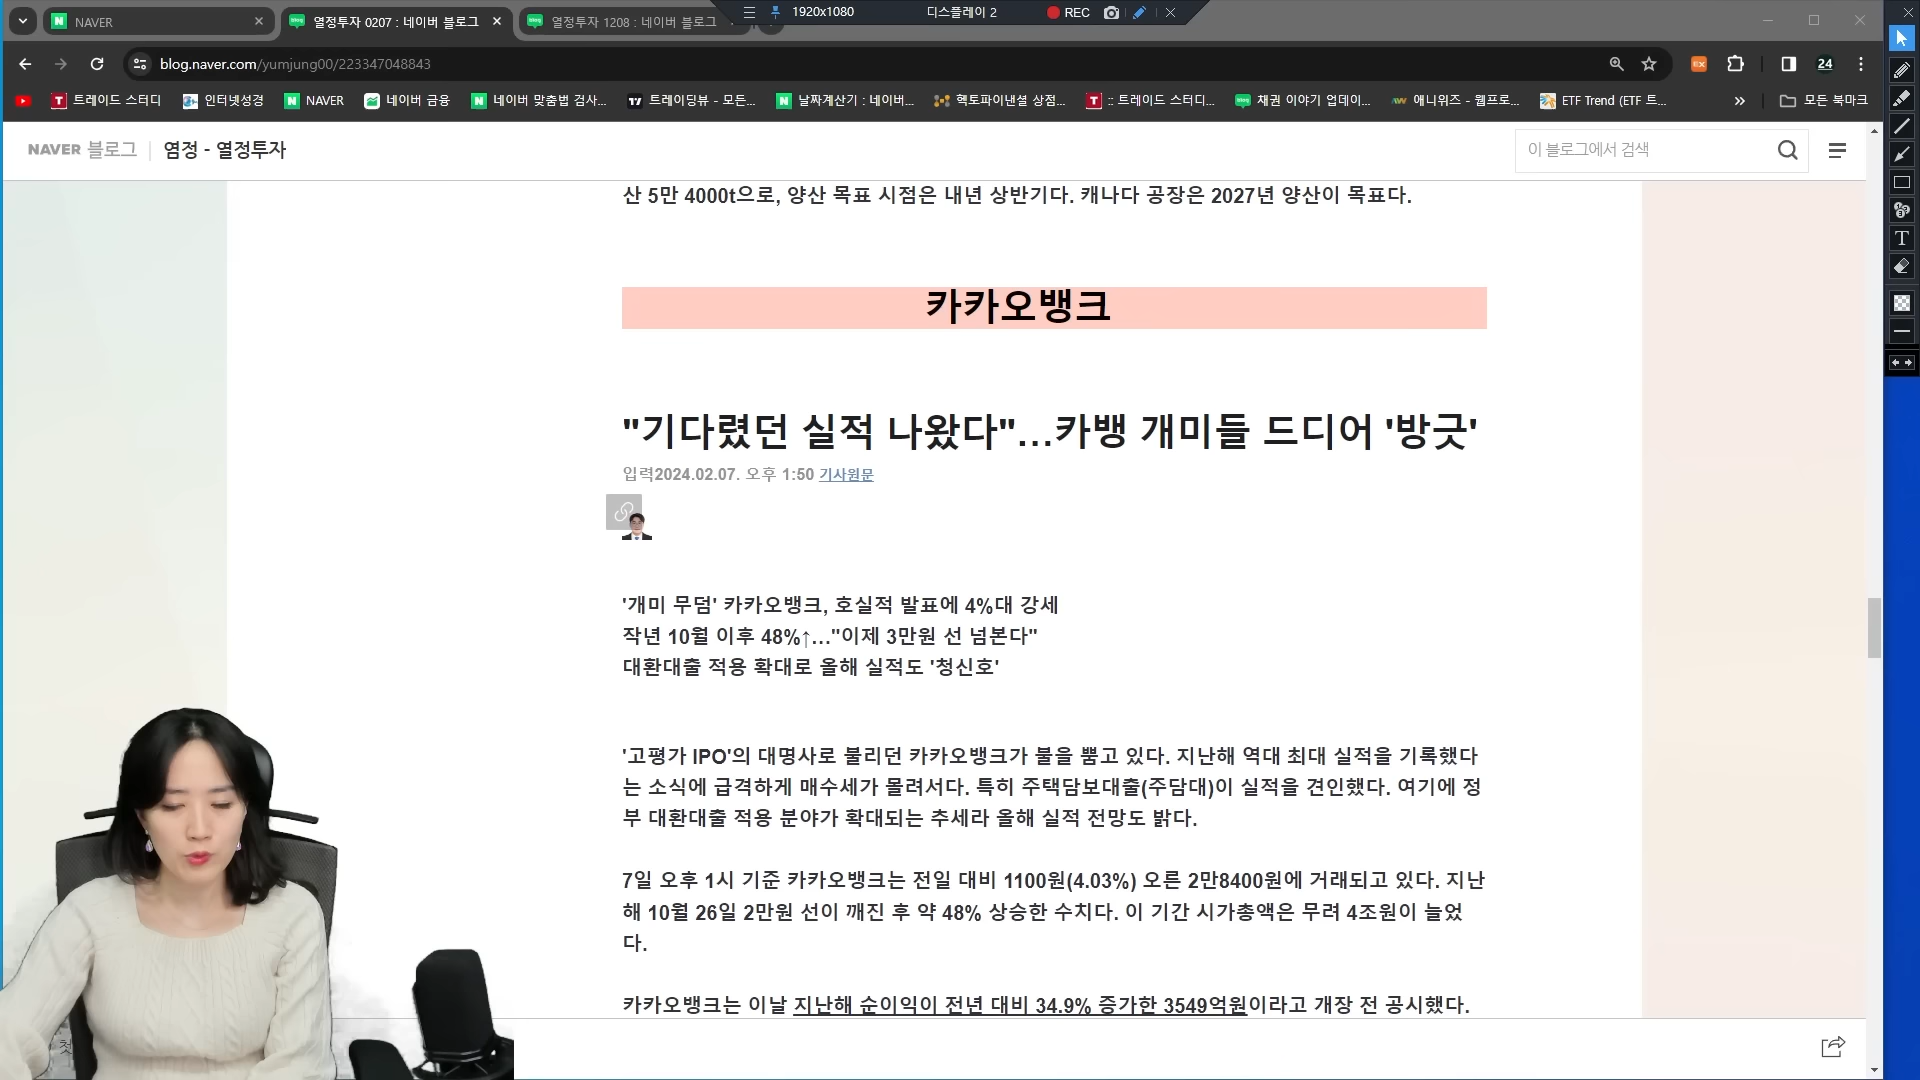 NAVER
열정투자 0207 : 네이버 블로그
열정투자 1208 : 네이버 블로그
1920x1080
디스플레이 2
REC
blog.naver.com/yumjung00/223347048843
24
트레이드 스터디
인터넷성경
NAVER
네이버 금융
네이버 맞춤법 검사...
트레이딩뷰 - 모든...
날짜계산기 : 네이버...
헥토파이낸셜 상점...
:: 트레이드 스터디...
채권 이야기 업데이...
애니위즈 - 웹프로...
ETF Trend (ETF 트...
모든 북마크
NAVER 블로그
염정 - 열정투자
이 블로그에서 검색
산 5만 4000t으로, 양산 목표 시점은 내년 상반기다. 캐나다 공장은 2027년 양산이 목표다.
카카오뱅크
"기다렸던 실적 나왔다"…카뱅 개미들 드디어 '방긋'
입력2024.02.07. 오후 1:50 기사원문
'개미 무덤' 카카오뱅크, 호실적 발표에 4%대 강세
작년 10월 이후 48%↑…"이제 3만원 선 넘본다"
대환대출 적용 확대로 올해 실적도 '청신호'
'고평가 IPO'의 대명사로 불리던 카카오뱅크가 불을 뿜고 있다. 지난해 역대 최대 실적을 기록했다
는 소식에 급격하게 매수세가 몰려서다. 특히 주택담보대출(주담대)이 실적을 견인했다. 여기에 정
부 대환대출 적용 분야가 확대되는 추세라 올해 실적 전망도 밝다.
7일 오후 1시 기준 카카오뱅크는 전일 대비 1100원(4.03%) 오른 2만8400원에 거래되고 있다. 지난
해 10월 26일 2만원 선이 깨진 후 약 48% 상승한 수치다. 이 기간 시가총액은 무려 4조원이 늘었
다.
카카오뱅크는 이날 지난해 순이익이 전년 대비 34.9% 증가한 3549억원이라고 개장 전 공시했다.